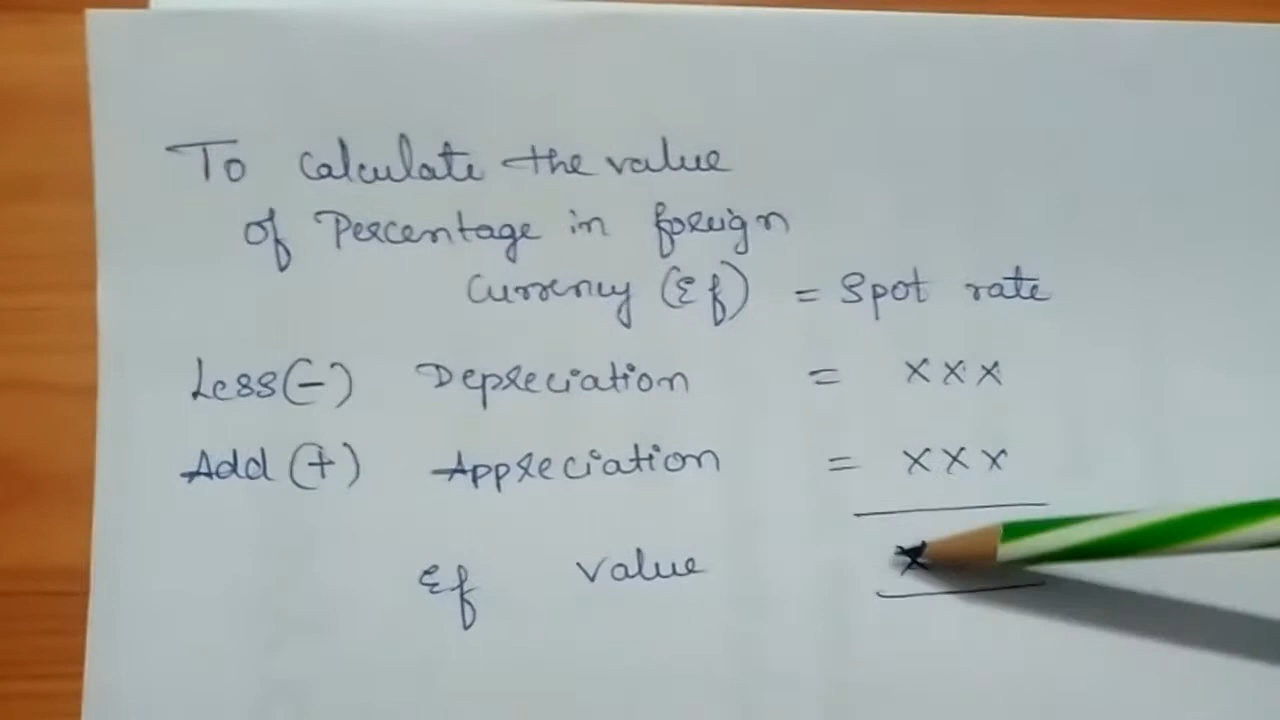 To calculate the value
of Percentage in foreign
currency (Ef) = Spot rate
Less(-) Depreciation = xxx
Add (+) Appreciation = xxx
Ef value x